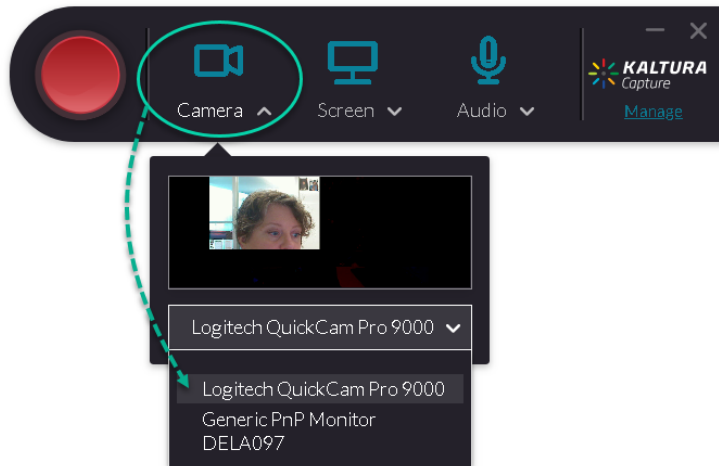 Camera
Screen
Audio
KALTURA
Capture
Manage
Logitech QuickCam Pro 9000
Logitech QuickCam Pro 9000
Generic PnP Monitor
DELA097